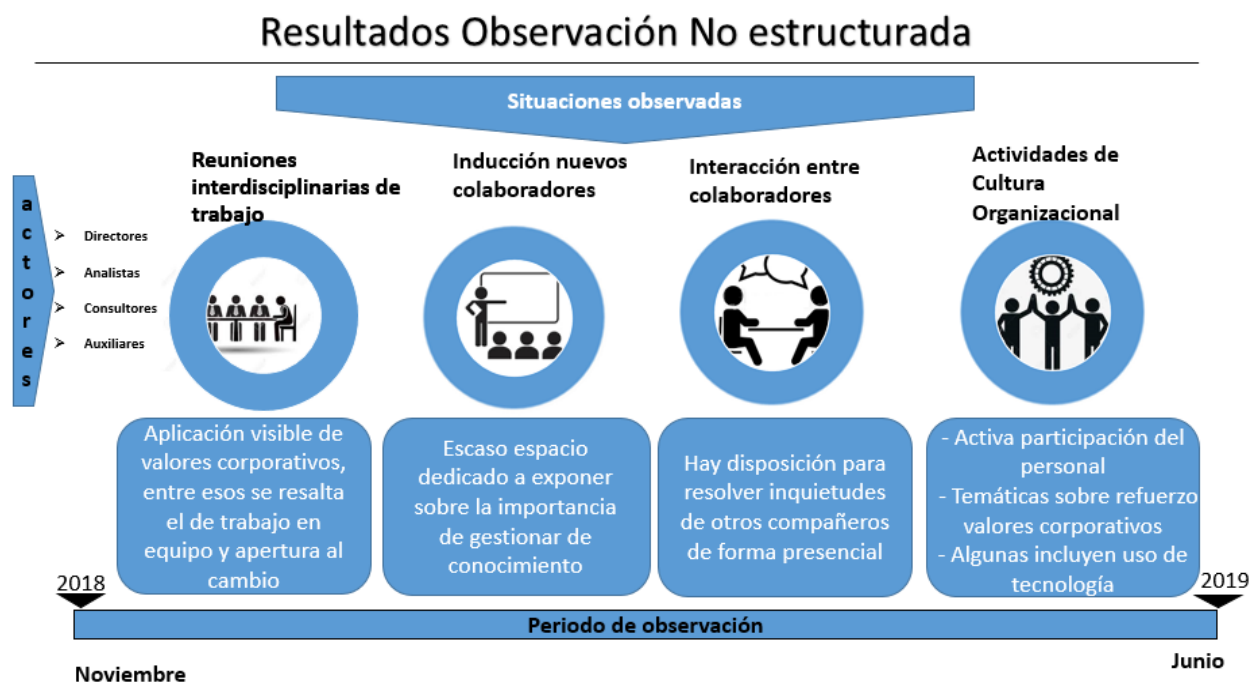 Resultados Observación No estructurada
Situaciones observadas
actores
Directores
Analistas
Consultores
Auxiliares
Reuniones
interdisciplinarias de
trabajo
Inducción nuevos
colaboradores
Interacción entre
colaboradores
Actividades de
Cultura
Organizacional
Aplicación visible de
valores corporativos,
entre esos se resalta
el de trabajo en
equipo y apertura al
cambio
Escaso espacio
dedicado a exponer
sobre la importancia
de gestionar de
conocimiento
Hay disposición para
resolver inquietudes
de otros compañeros
de forma presencial
- Activa participación del
personal
- Temáticas sobre refuerzo
valores corporativos
- Algunas incluyen uso de
tecnología
2018
2019
Periodo de observación
Noviembre
Junio